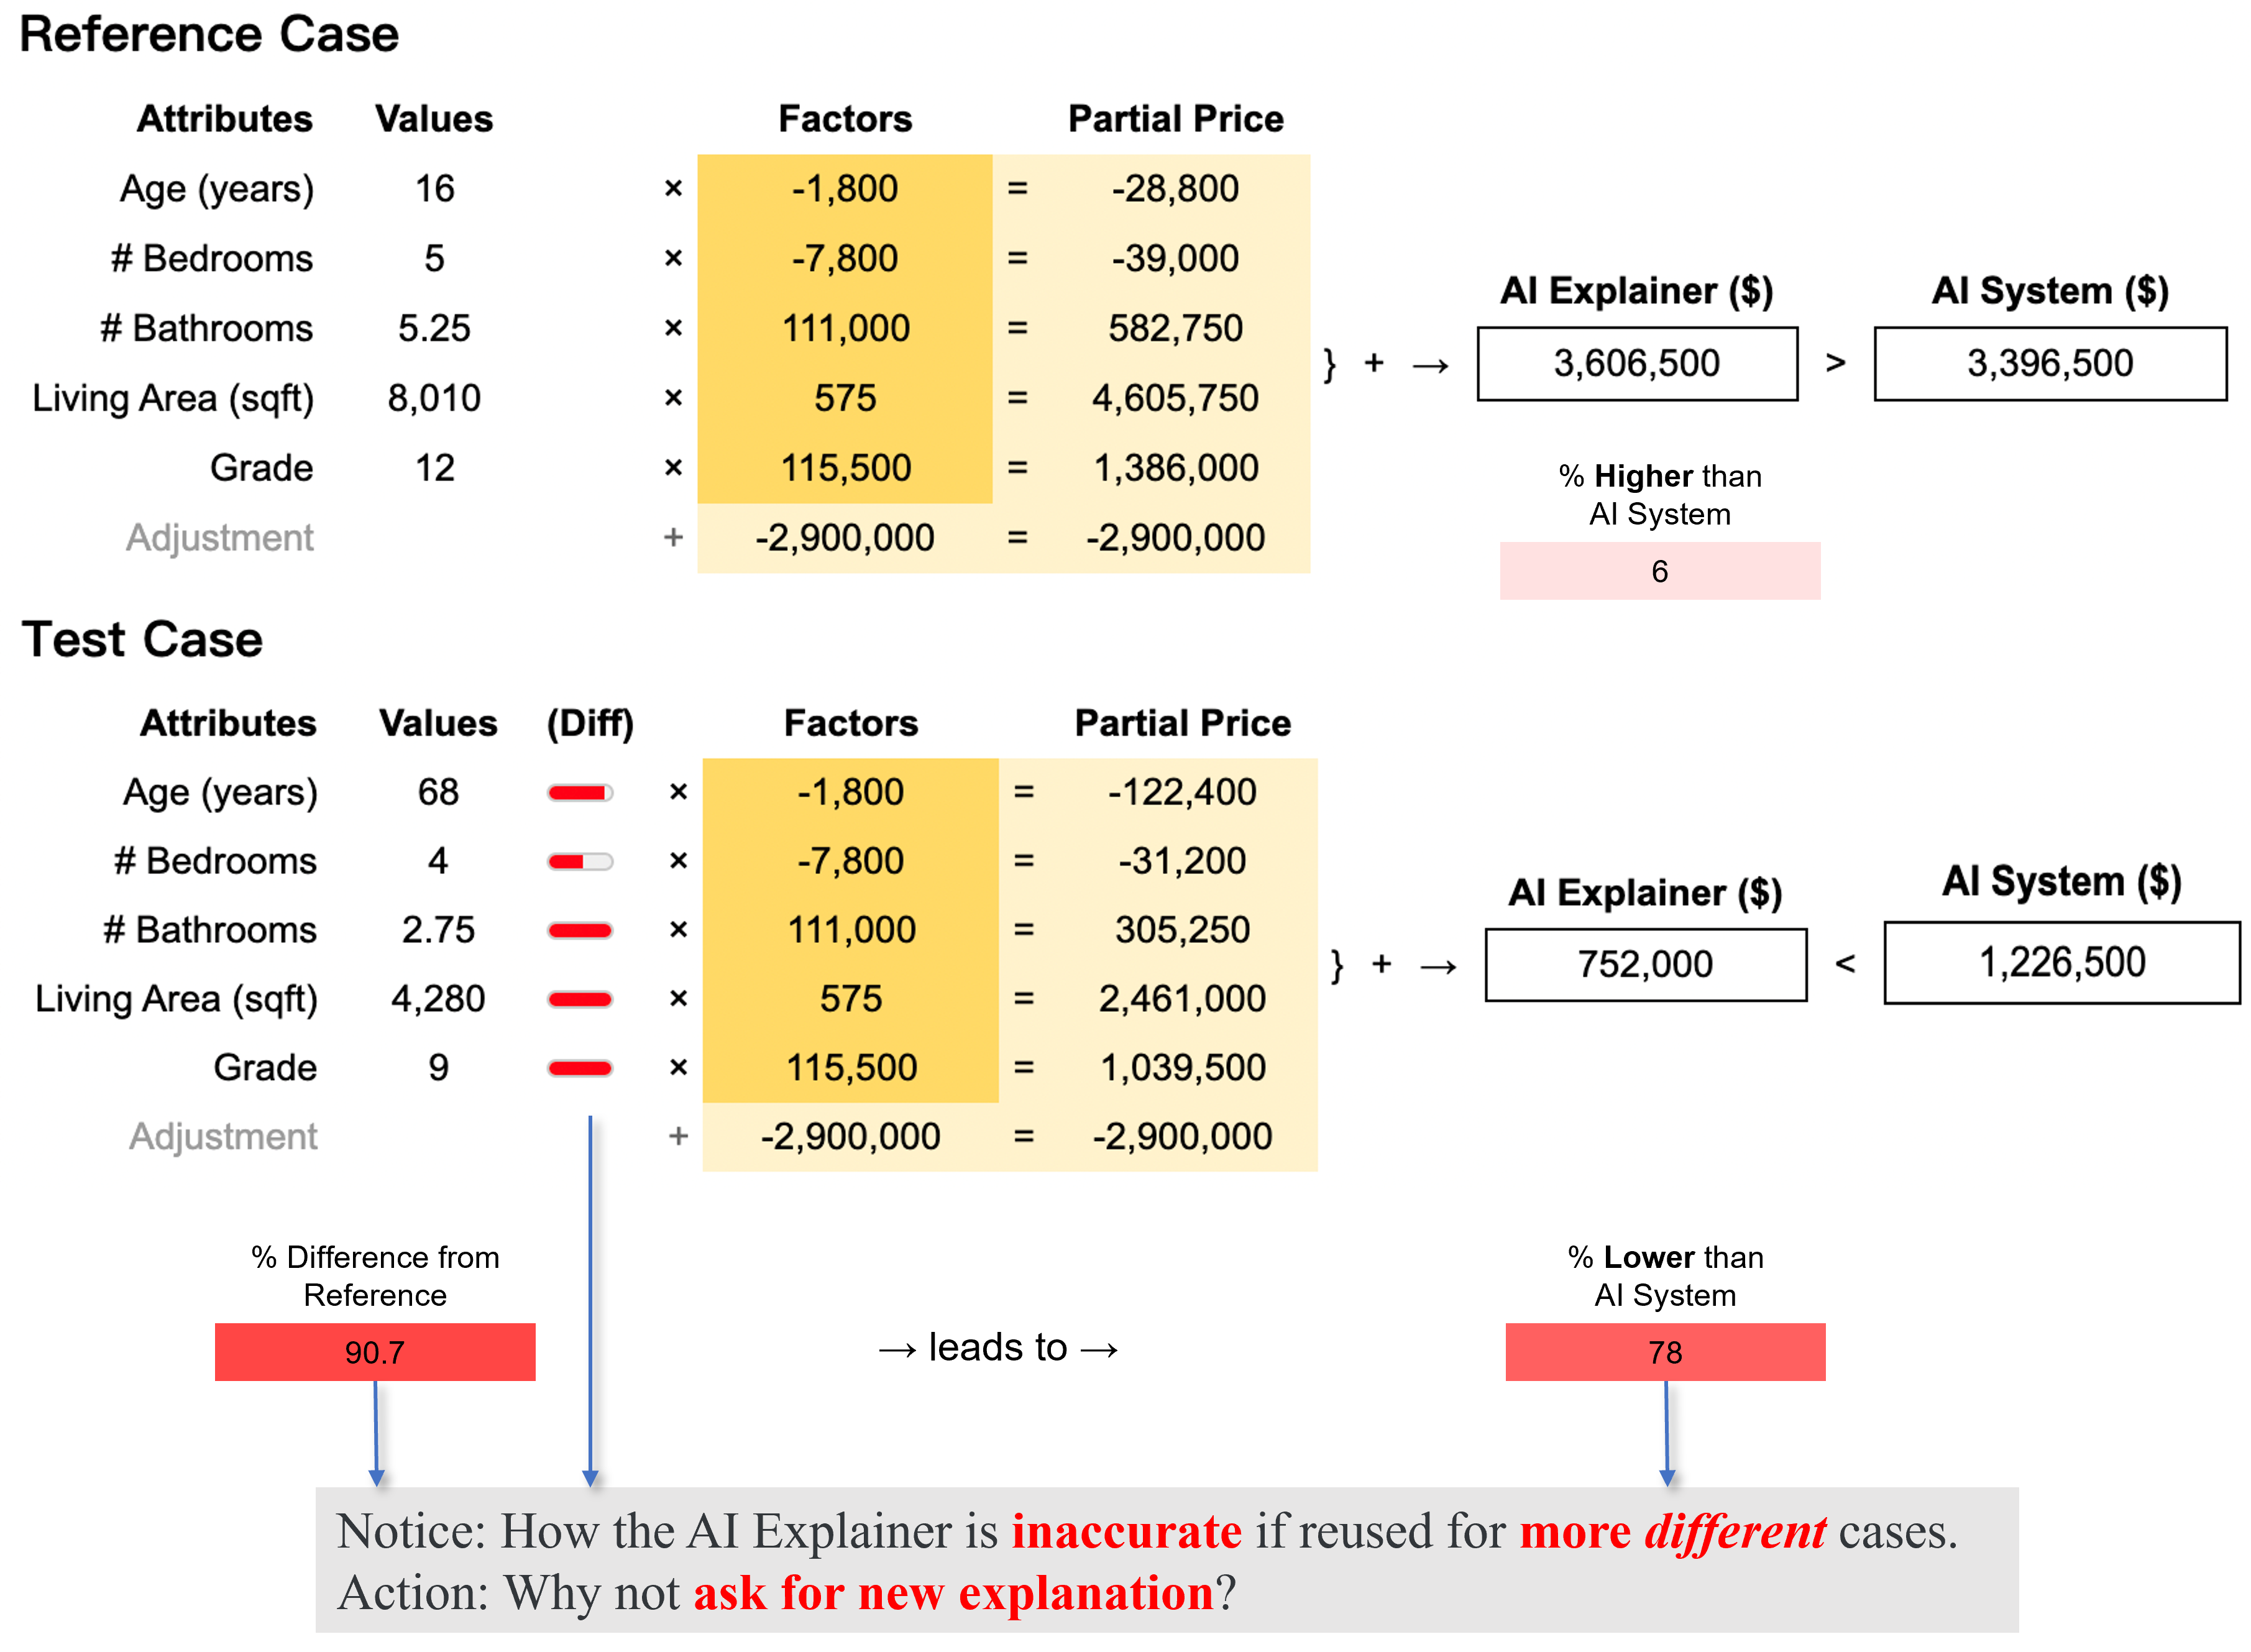 Reference Case
Attributes Values Factors Partial Price
Age (years) 16 × -1,800 = -28,800
# Bedrooms 5 × -7,800 = -39,000
# Bathrooms 5.25 × 111,000 = 582,750
Living Area (sqft) 8,010 × 575 = 4,605,750
Grade 12 × 115,500 = 1,386,000
Adjustment + -2,900,000 = -2,900,000
AI Explainer ($) AI System ($)
} + → 3,606,500 > 3,396,500
% Higher than
AI System
6
Test Case
Attributes Values (Diff) Factors Partial Price
Age (years) 68 × -1,800 = -122,400
# Bedrooms 4 × -7,800 = -31,200
# Bathrooms 2.75 × 111,000 = 305,250
Living Area (sqft) 4,280 × 575 = 2,461,000
Grade 9 × 115,500 = 1,039,500
Adjustment + -2,900,000 = -2,900,000
AI Explainer ($) AI System ($)
} + → 752,000 < 1,226,500
% Difference from
Reference
90.7
→ leads to →
% Lower than
AI System
78
Notice: How the AI Explainer is inaccurate if reused for more different cases.
Action: Why not ask for new explanation?